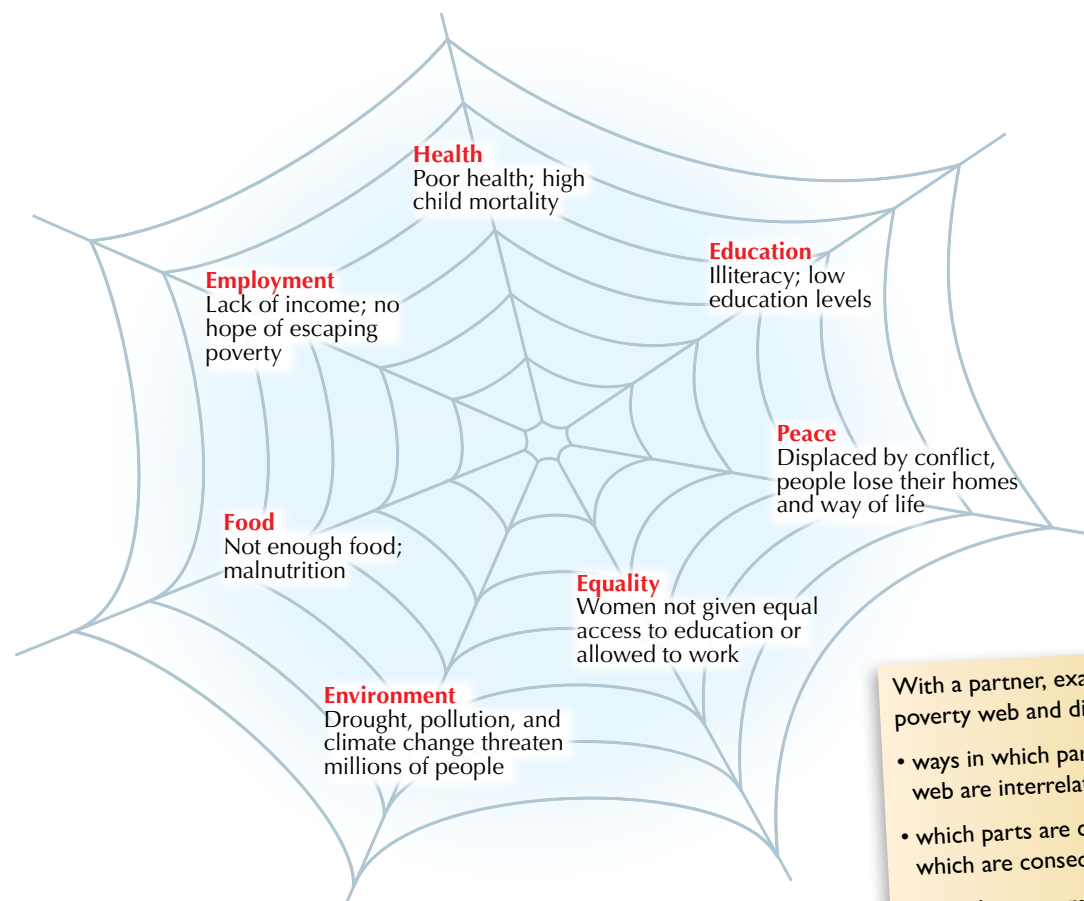 Health
Poor health; high
child mortality
Education
Illiteracy; low
education levels
Employment
Lack of income; no
hope of escaping
poverty
Peace
Displaced by conflict,
people lose their homes
and way of life
Food
Not enough food;
malnutrition
Equality
Women not given equal
access to education or
allowed to work
Environment
Drought, pollution, and
climate change threaten
millions of people
With a partner,
poverty web and
• ways in which
web are
• which parts are
which are